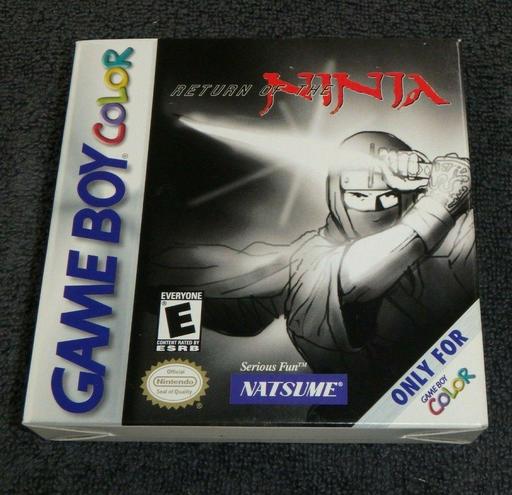 GAME BOY COLOR
RETURN OF THE
NINJA
EVERYONE
E
®
CONTENT RATED BY
ESRB
Official
Nintendo
Seal of Quality
®
Serious Fun™
NATSUME®
ONLY FOR
GAME BOY
COLOR